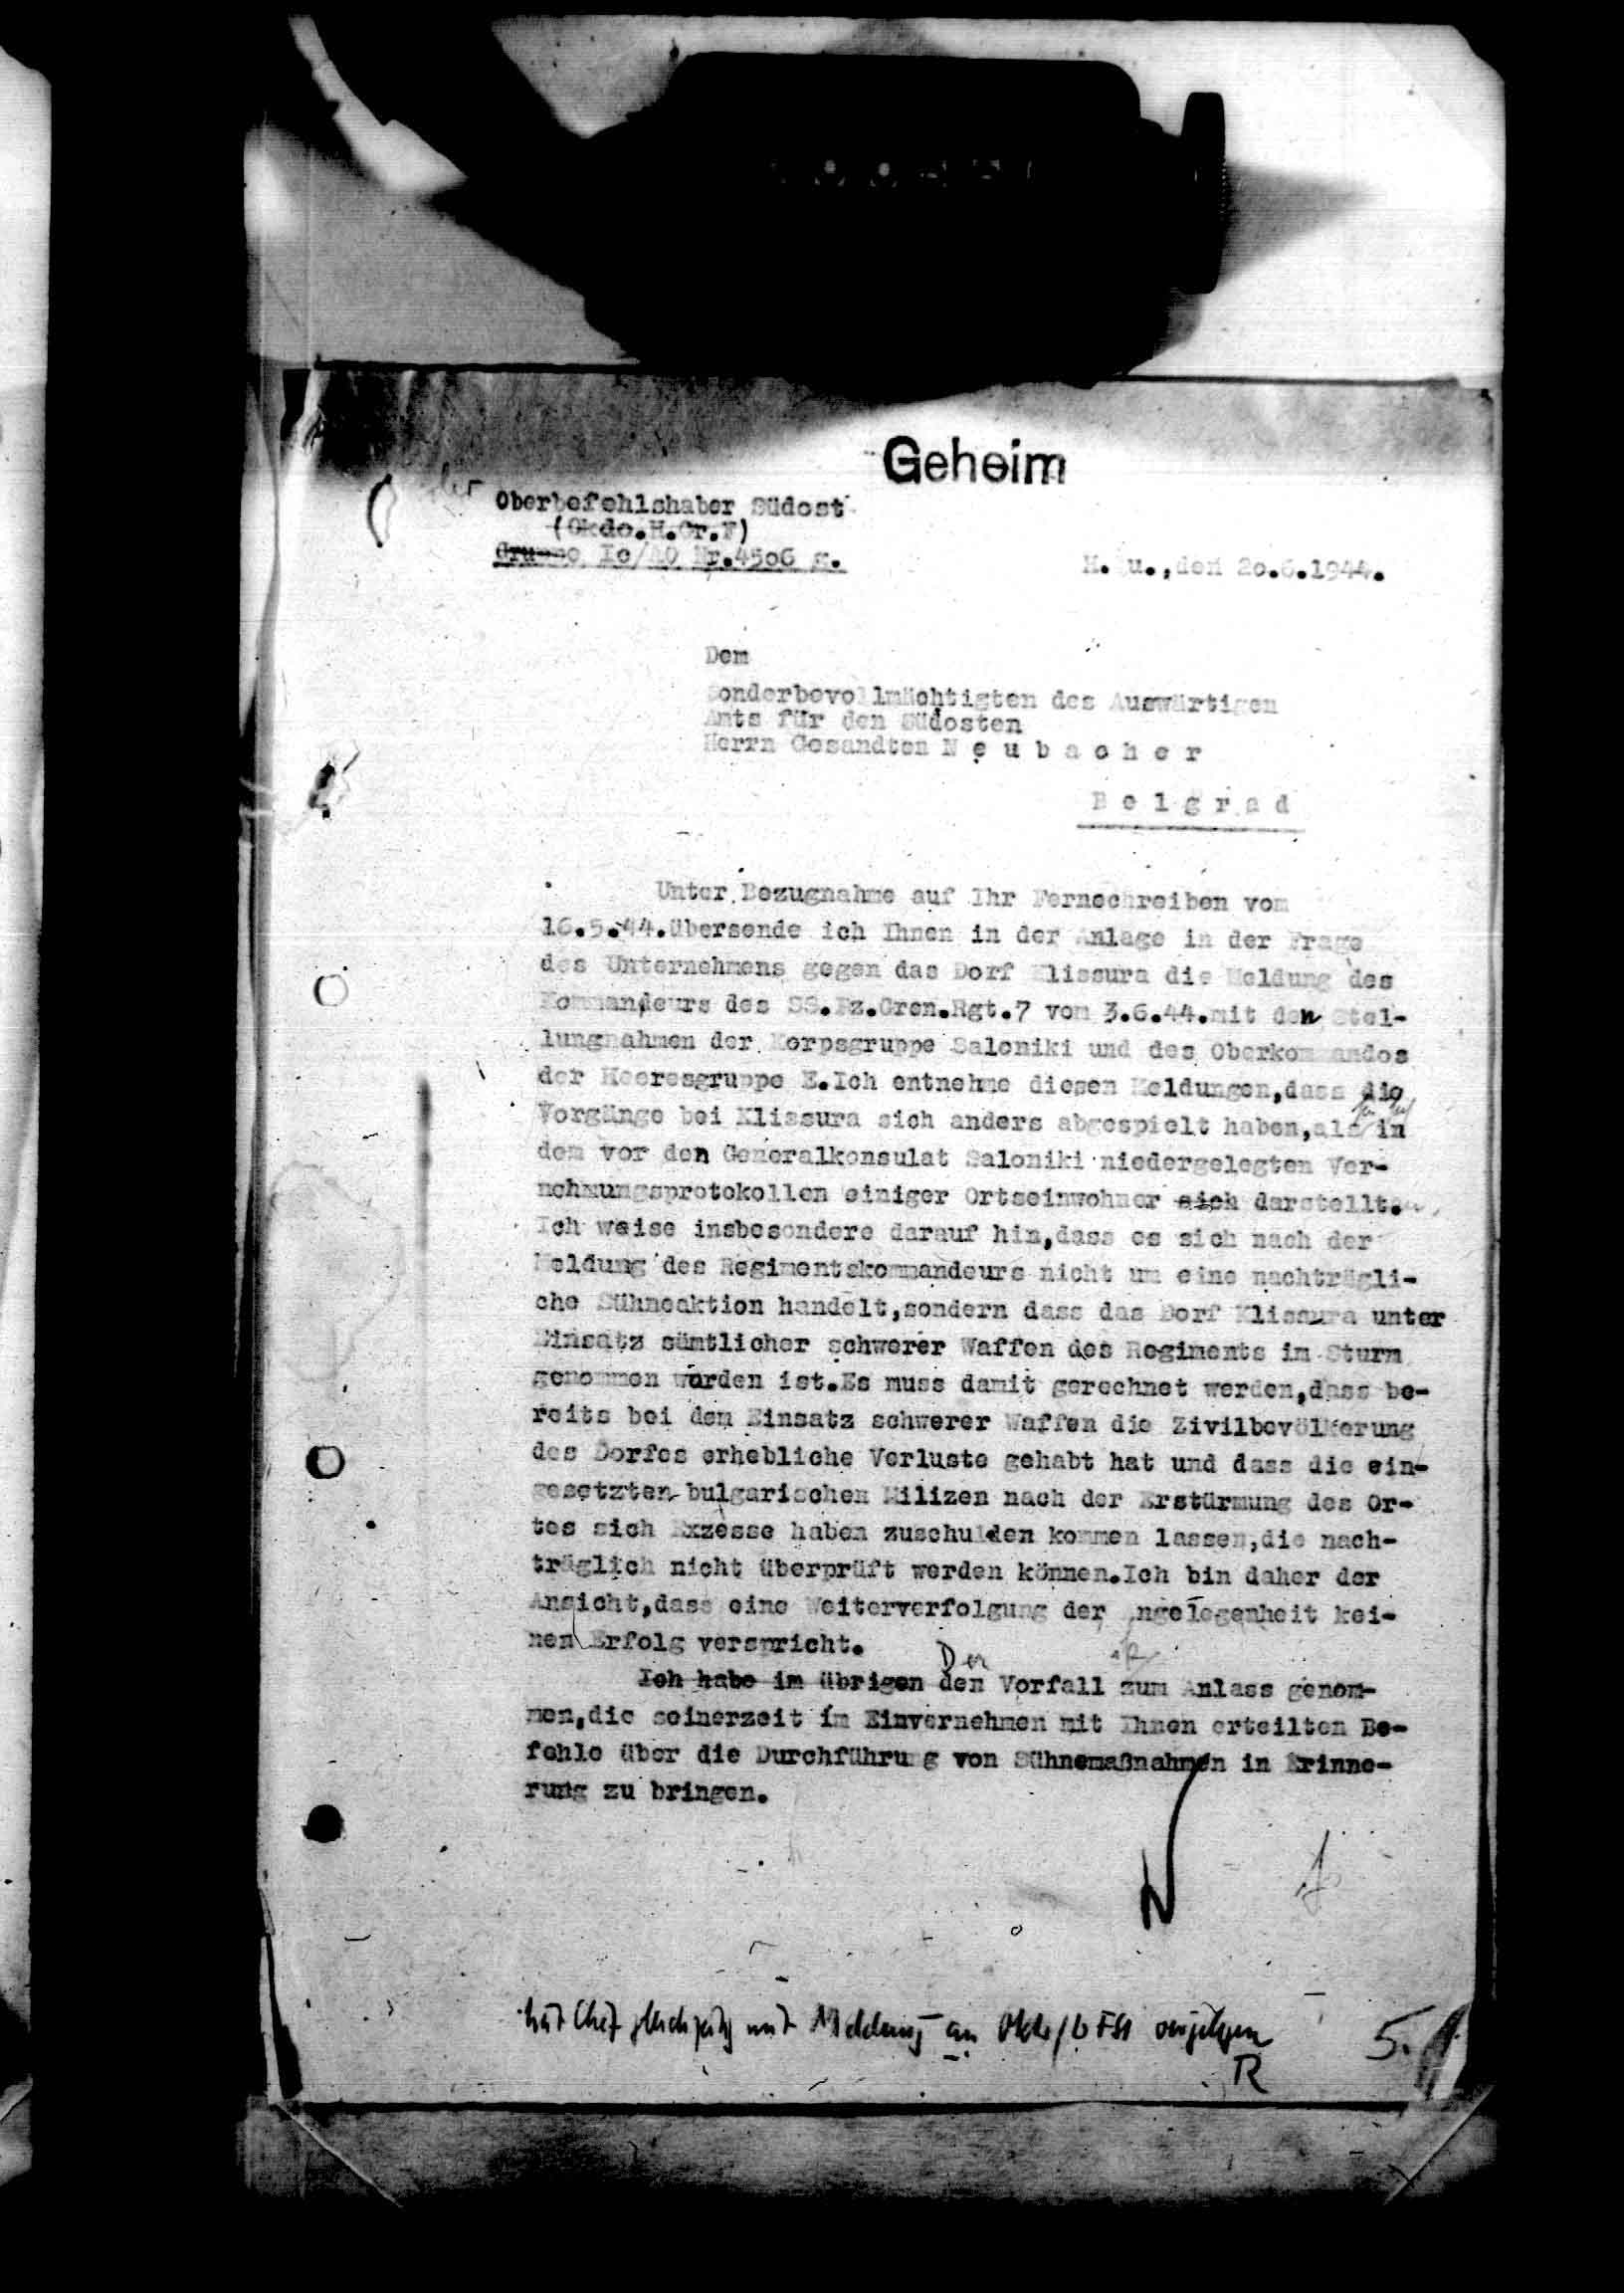 Geheim
Der
Oberbefehlshaber Südost
(Okdo.H.Gr.F)
Gruppe Ic/AO Nr.4506 g.
H. u.,den 20.6.1944.
Dem
Sonderbevollmächtigten des Auswärtigen
Amts für den Südosten
Herrn Gesandten N e u b a c h e r
B e l g r a d
Unter Bezugnahme auf Ihr Fernschreiben vom
16.5.44.übersende ich Ihnen in der Anlage in der Frage
des Unternehmens gegen das Dorf Klissura die Meldung des
Kommandeurs des SS.Pz.Gren.Rgt.7 vom 3.6.44.mit den Stel-
lungnahmen der Korpsgruppe Saloniki und des Oberkommandos
der Heeresgruppe E.Ich entnehme diesen Meldungen,dass die
Vorgänge bei Klissura sich anders abgespielt haben,als in
dem vor den Generalkonsulat Saloniki niedergelegten Ver-
nehmungsprotokollen einiger Ortseinwohner sich darstellt.
Ich weise insbesondere darauf hin,dass es sich nach der
Meldung des Regimentskommandeurs nicht um eine nachträgli-
che Sühneaktion handelt,sondern dass das Dorf Klissura unter
Einsatz sämtlicher schwerer Waffen des Regiments im Sturm
genommen worden ist.Es muss damit gerechnet werden,dass be-
reits bei dem Einsatz schwerer Waffen die Zivilbevölkerung
des Dorfes erhebliche Verluste gehabt hat und dass die ein-
gesetzten bulgarischen Milizen nach der Erstürmung des Or-
tes sich Exzesse haben zuschulden kommen lassen,die nach-
träglich nicht überprüft werden können.Ich bin daher der
Ansicht,dass eine Weiterverfolgung der Angelegenheit kei-
nen Erfolg verspricht.
Der
Ich habe im übrigen den Vorfall zum Anlass genom-
men,die seinerzeit im Einvernehmen mit Ihnen erteilten Be-
fehle über die Durchführung von Sühnemaßnahmen in Erinne-
rung zu bringen.
hat Chef gleichzeitig mit Meldung an vorgelegen
R
5.